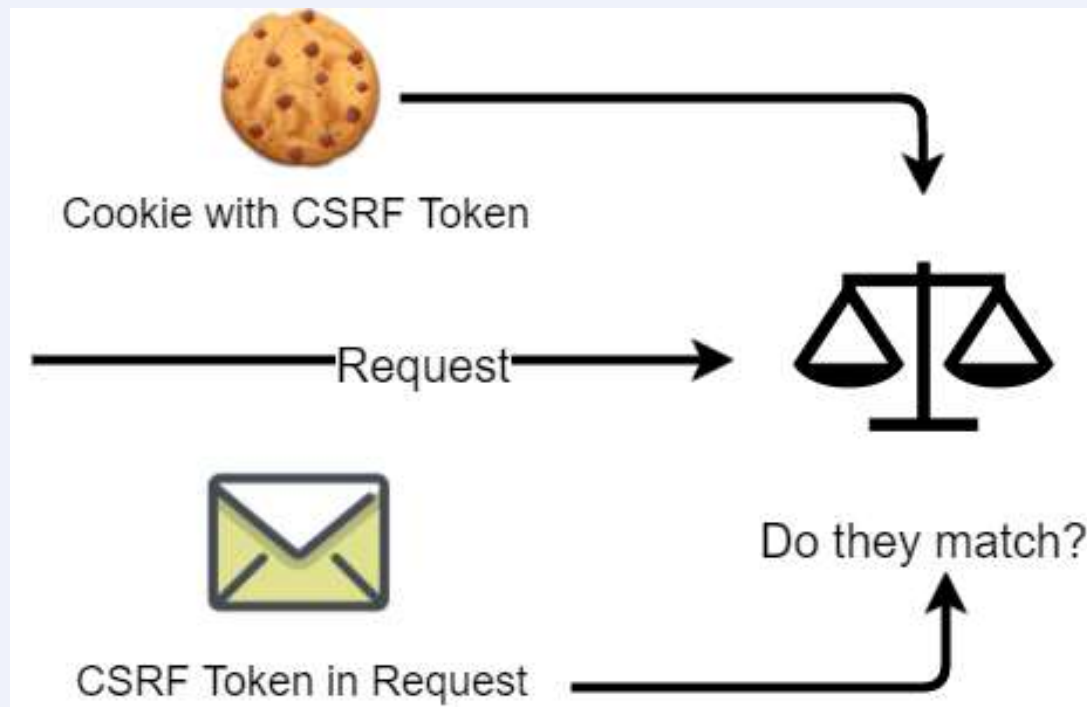 Cookie with CSRF Token
Request
Do they match?
CSRF Token in Request